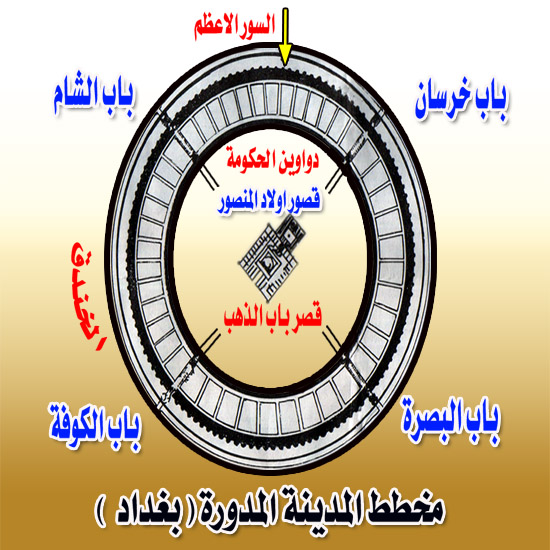 السور الاعظم
باب خرسان
باب الشام
دواوين الحكومة
قصور اولاد المنصور
الخندق
قصر باب الذهب
باب البصرة
باب الكوفة
مخطط المدينة المدورة ( بغداد )